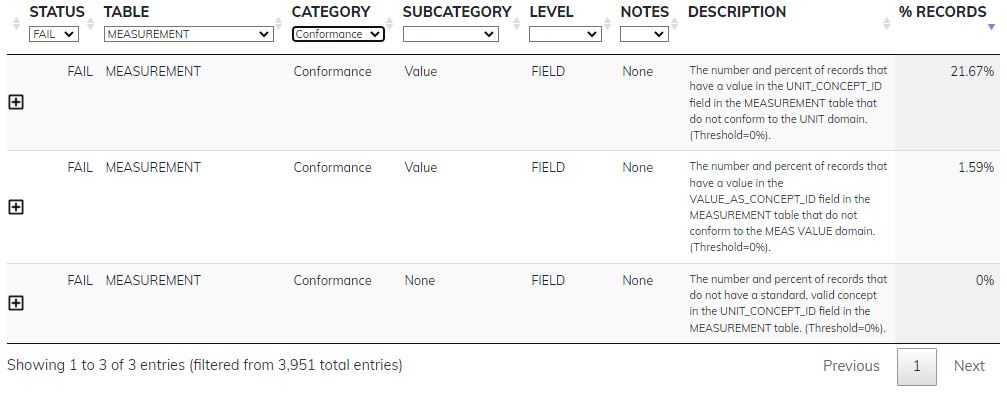 STATUS TABLE CATEGORY SUBCATEGORY LEVEL NOTES DESCRIPTION % RECORDS
FAIL MEASUREMENT Conformance
FAIL MEASUREMENT Conformance Value FIELD None The number and percent of records that 21.67%
have a value in the UNIT_CONCEPT_ID
field in the MEASUREMENT table that
do not conform to the UNIT domain.
(Threshold=0%).
FAIL MEASUREMENT Conformance Value FIELD None The number and percent of records that 1.59%
have a value in the
VALUE_AS_CONCEPT_ID field in the
MEASUREMENT table that do not
conform to the MEAS VALUE domain.
(Threshold=0%).
FAIL MEASUREMENT Conformance None FIELD None The number and percent of records that 0%
do not have a standard, valid concept
in the UNIT_CONCEPT_ID field in the
MEASUREMENT table. (Threshold=0%).
Showing 1 to 3 of 3 entries (filtered from 3,951 total entries) Previous 1 Next